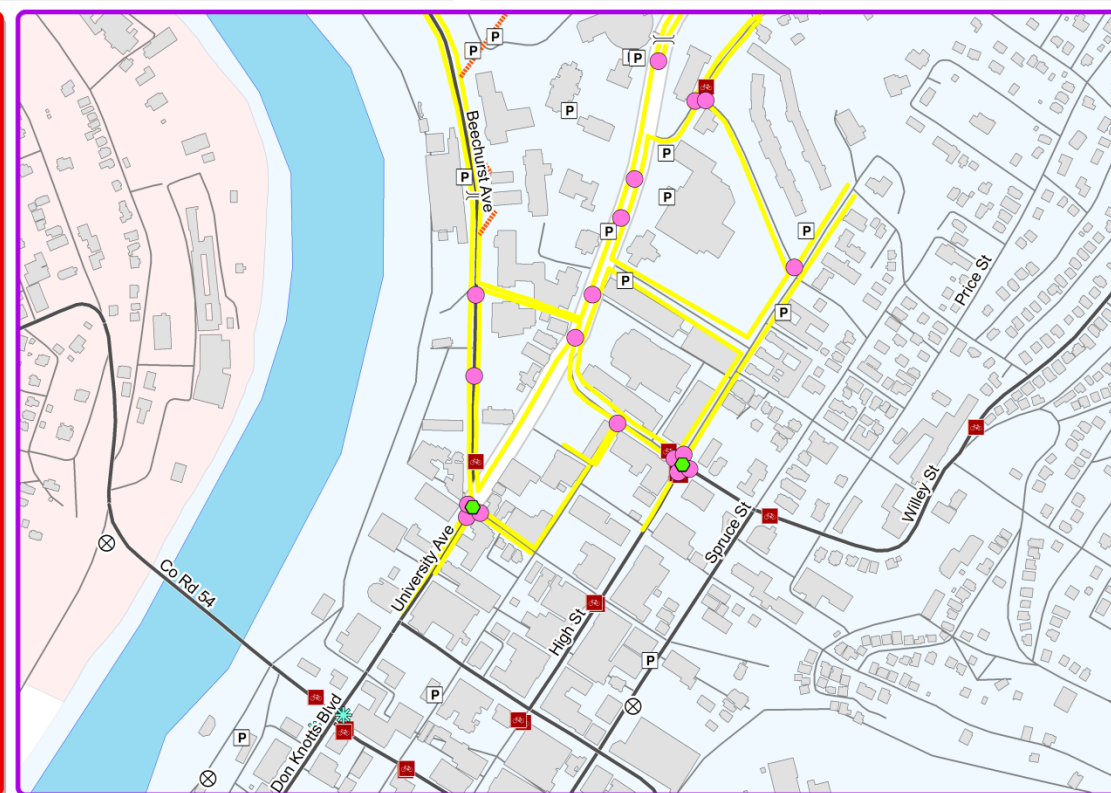 P
P
P
Beechurst Ave
P
P
P
P
P
P
P
P
Price St
P
Willey St
Spruce St
University Ave
Co Rd 54
High St
P
P
Don Knotts Blvd
P